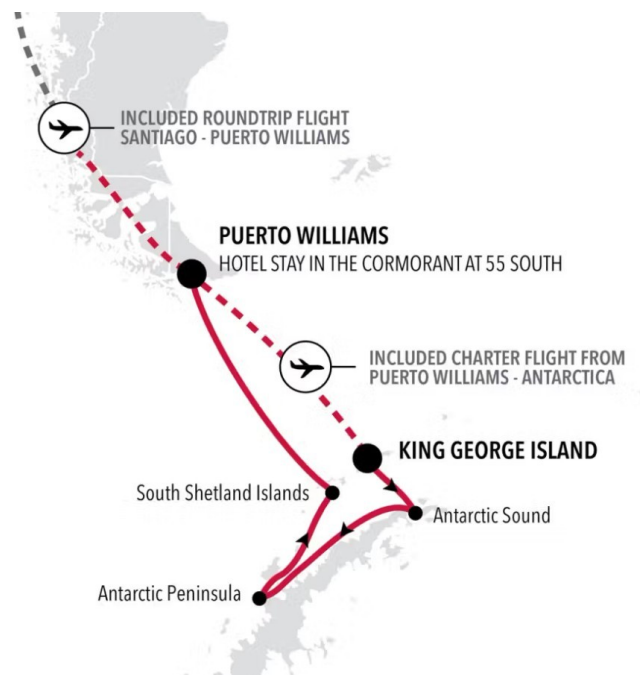 INCLUDED ROUNDTRIP FLIGHT
SANTIAGO - PUERTO WILLIAMS
PUERTO WILLIAMS
HOTEL STAY IN THE CORMORANT AT 55 SOUTH
INCLUDED CHARTER FLIGHT FROM
PUERTO WILLIAMS - ANTARCTICA
KING GEORGE ISLAND
South Shetland Islands
Antarctic Sound
Antarctic Peninsula